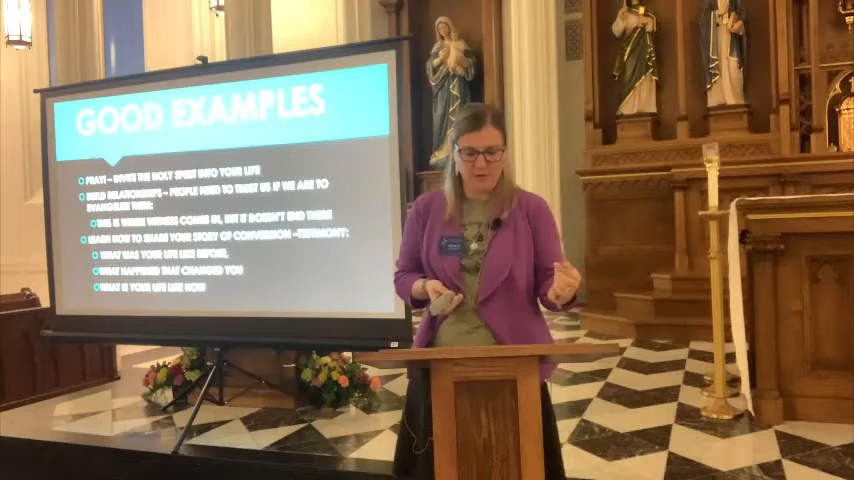 GOOD EXAMPLES
PRAY! – INVITE THE HOLY SPIRIT INTO YOUR LIFE
BUILD RELATIONSHIPS – PEOPLE NEED TO TRUST US IF WE ARE TO
EVANGELIZE THEM:
THIS IS WHERE WITNESS COMES IN, BUT IT DOESN'T END THERE
LEARN HOW TO SHARE YOUR STORY OF CONVERSION –TESTIMONY:
WHAT WAS YOUR LIFE LIKE BEFORE,
WHAT HAPPENED THAT CHANGED YOU
WHAT IS YOUR LIFE LIKE NOW